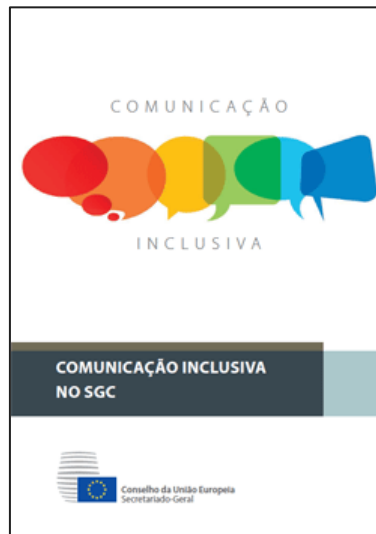 COMUNICAÇÃO
INCLUSIVA
COMUNICAÇÃO INCLUSIVA
NO SGC
Conselho da União Europeia
Secretariado-Geral